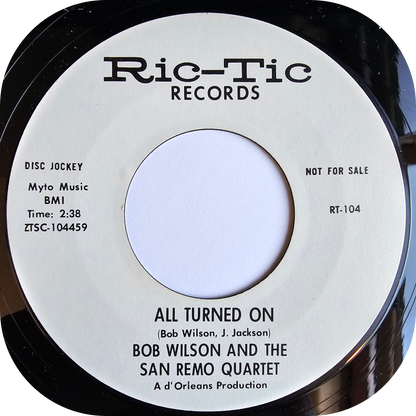 Ric-Tic
RECORDS
DISC JOCKEY
NOT FOR SALE
Myto Music
BMI
Time: 2:38
ZTSC-104459
RT-104
ALL TURNED ON
(Bob Wilson, J. Jackson)
BOB WILSON AND THE
SAN REMO QUARTET
A d'Orleans Production